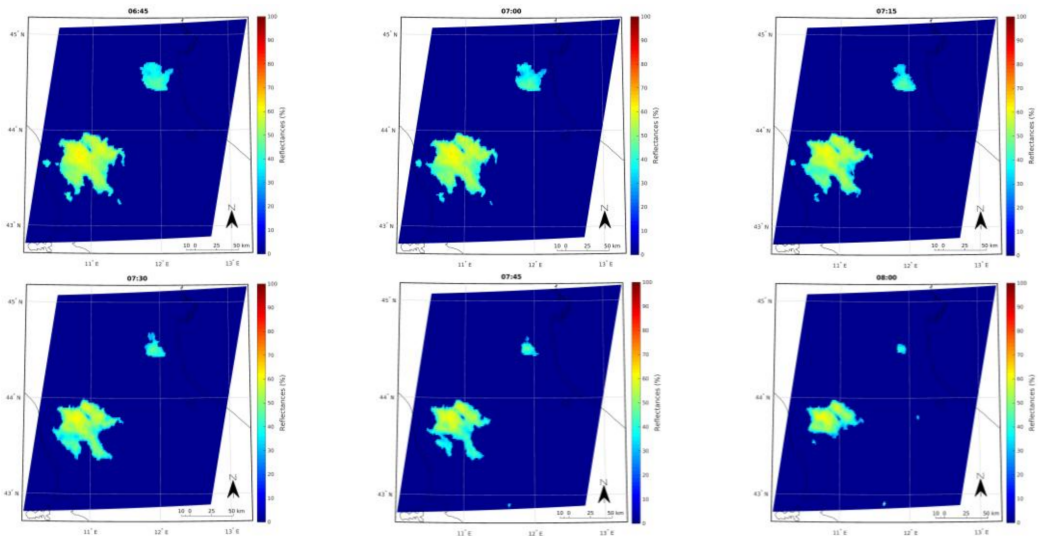 06:45
07:00
07:15
45° N
44° N
43° N
11° E
12° E
13° E
N
10 0 25 50 km
100
90
80
70
60
50
40
30
20
10
0
Reflectances (%)
45° N
44° N
43° N
11° E
12° E
13° E
N
10 0 25 50 km
100
90
80
70
60
50
40
30
20
10
0
Reflectances (%)
45° N
44° N
43° N
11° E
12° E
13° E
N
10 0 25 50 km
100
90
80
70
60
50
40
30
20
10
0
Reflectances (%)
07:30
07:45
08:00
45° N
44° N
43° N
11° E
12° E
13° E
N
10 0 25 50 km
100
90
80
70
60
50
40
30
20
10
0
Reflectances (%)
45° N
44° N
43° N
11° E
12° E
13° E
N
10 0 25 50 km
100
90
80
70
60
50
40
30
20
10
0
Reflectances (%)
45° N
44° N
43° N
11° E
12° E
13° E
N
10 0 25 50 km
100
90
80
70
60
50
40
30
20
10
0
Reflectances (%)